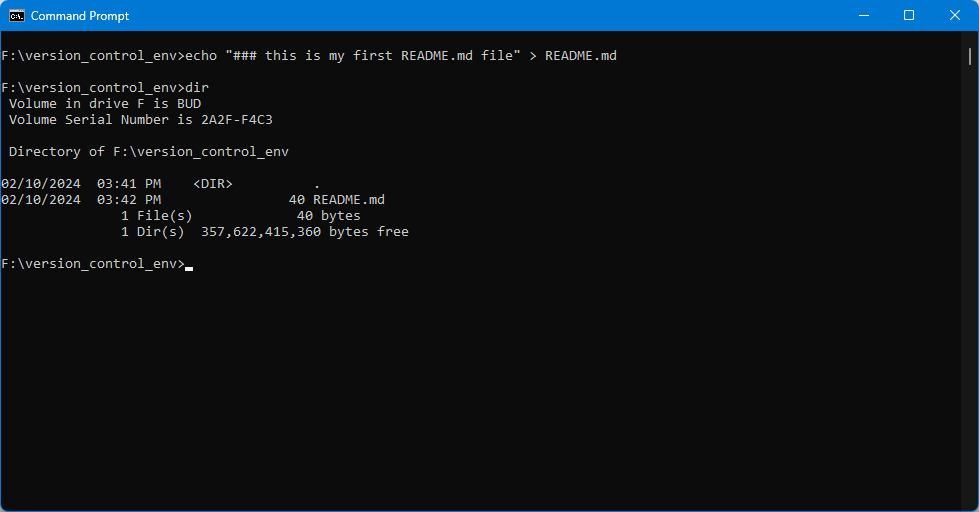 Command Prompt
F:\version_control_env>echo "### this is my first README.md file" > README.md
F:\version_control_env>dir
 Volume in drive F is BUD
 Volume Serial Number is 2A2F-F4C3
 Directory of F:\version_control_env
02/10/2024  03:41 PM    <DIR>          .
02/10/2024  03:42 PM                40 README.md
               1 File(s)             40 bytes
               1 Dir(s)  357,622,415,360 bytes free
F:\version_control_env>